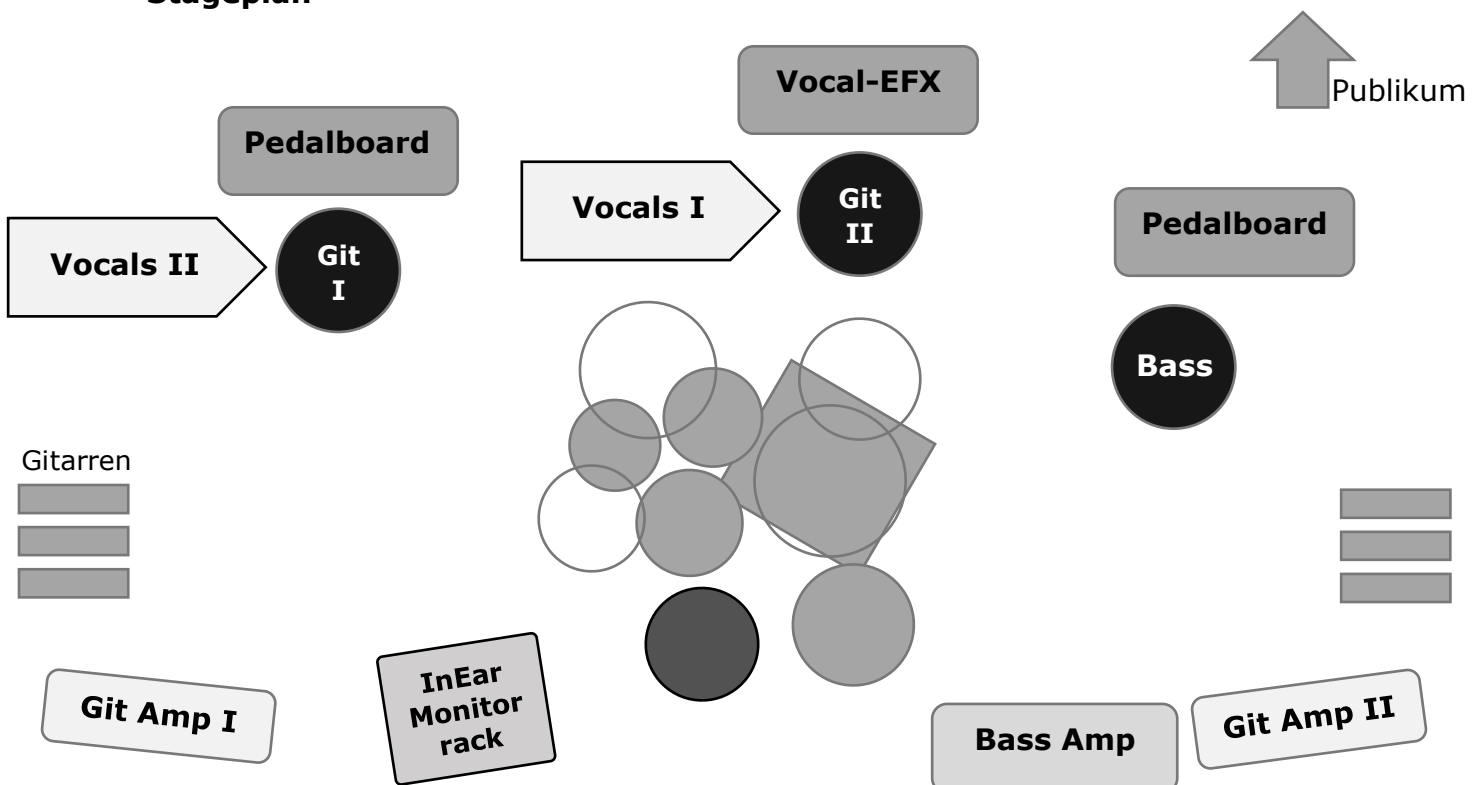 Stageplan
Publikum
Vocal-EFX
Pedalboard
Vocals I
Git
II
Pedalboard
Vocals II
Git
I
Bass
Gitarren
Git Amp I
InEar
Monitor
rack
Bass Amp
Git Amp II